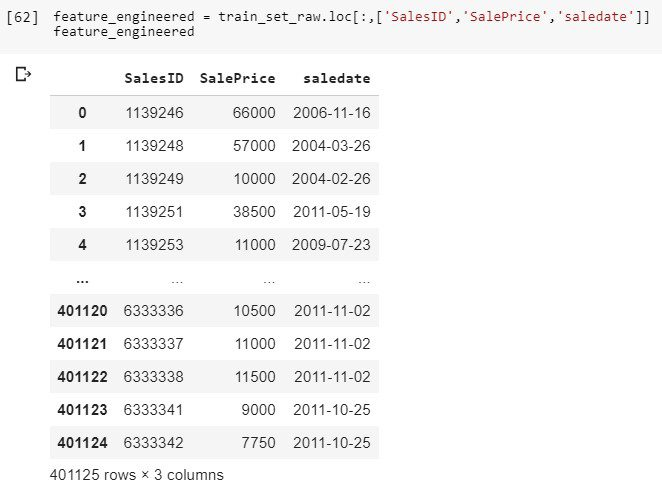 [62] feature_engineered = train_set_raw.loc[:,['SalesID','SalePrice','saledate']]
feature_engineered
SalesID SalePrice saledate
0 1139246 66000 2006-11-16
1 1139248 57000 2004-03-26
2 1139249 10000 2004-02-26
3 1139251 38500 2011-05-19
4 1139253 11000 2009-07-23
... ... ... ...
401120 6333336 10500 2011-11-02
401121 6333337 11000 2011-11-02
401122 6333338 11500 2011-11-02
401123 6333341 9000 2011-10-25
401124 6333342 7750 2011-10-25
401125 rows × 3 columns